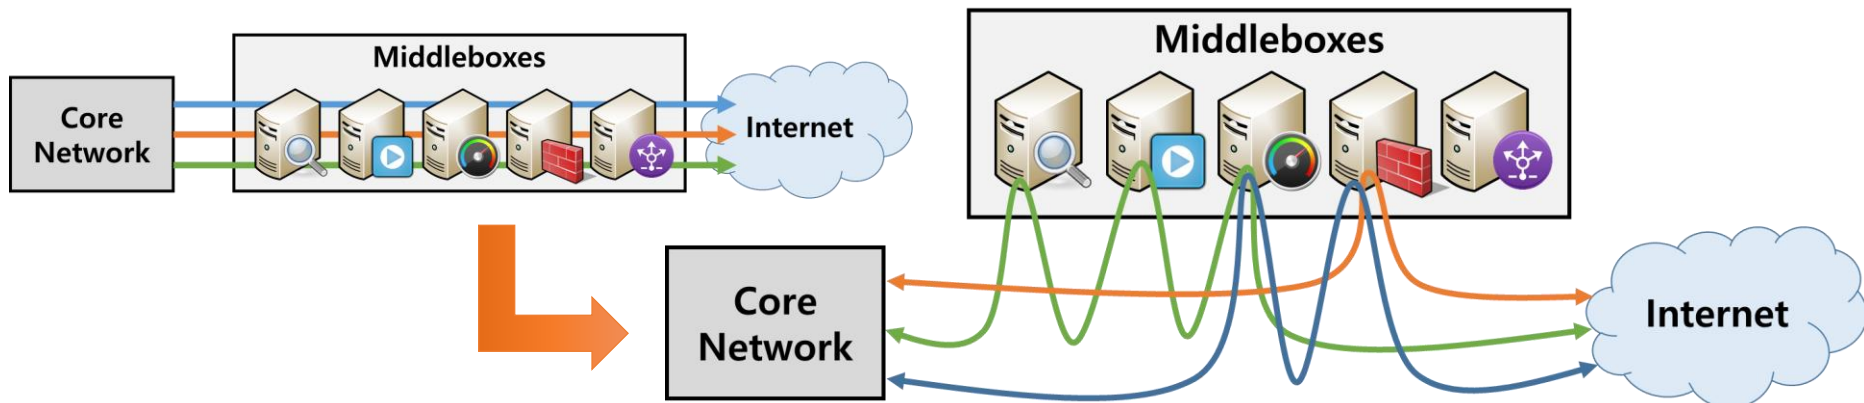 Middleboxes
Core
Network
Internet
Middleboxes
Core
Network
Internet